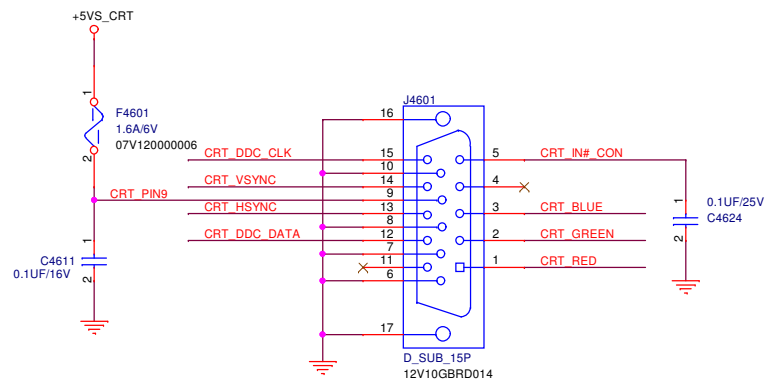 +5VS_CRT
1
F4601
1.6A/6V
07V120000006
2
CRT_PIN9
1
C4611
0.1UF/16V
2
J4601
16
CRT_DDC_CLK
15
10
CRT_VSYNC
14
9
CRT_HSYNC
13
8
CRT_DDC_DATA
12
7
11
6
17
5
CRT_IN#_CON
4
3
CRT_BLUE
2
CRT_GREEN
1
CRT_RED
1
0.1UF/25V
C4624
2
D_SUB_15P
12V10GBRD014